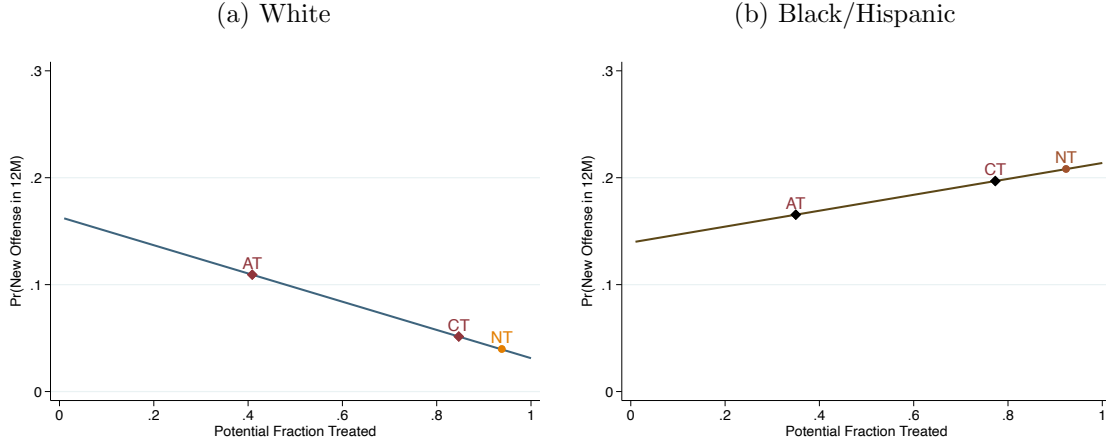 (a) White
Pr(New Offense in 12M)
.3
.2
.1
0
AT
CT
NT
0 .2 .4 .6 .8 1
Potential Fraction Treated
(b) Black/Hispanic
Pr(New Offense in 12M)
.3
.2
.1
0
AT
CT
NT
0 .2 .4 .6 .8 1
Potential Fraction Treated